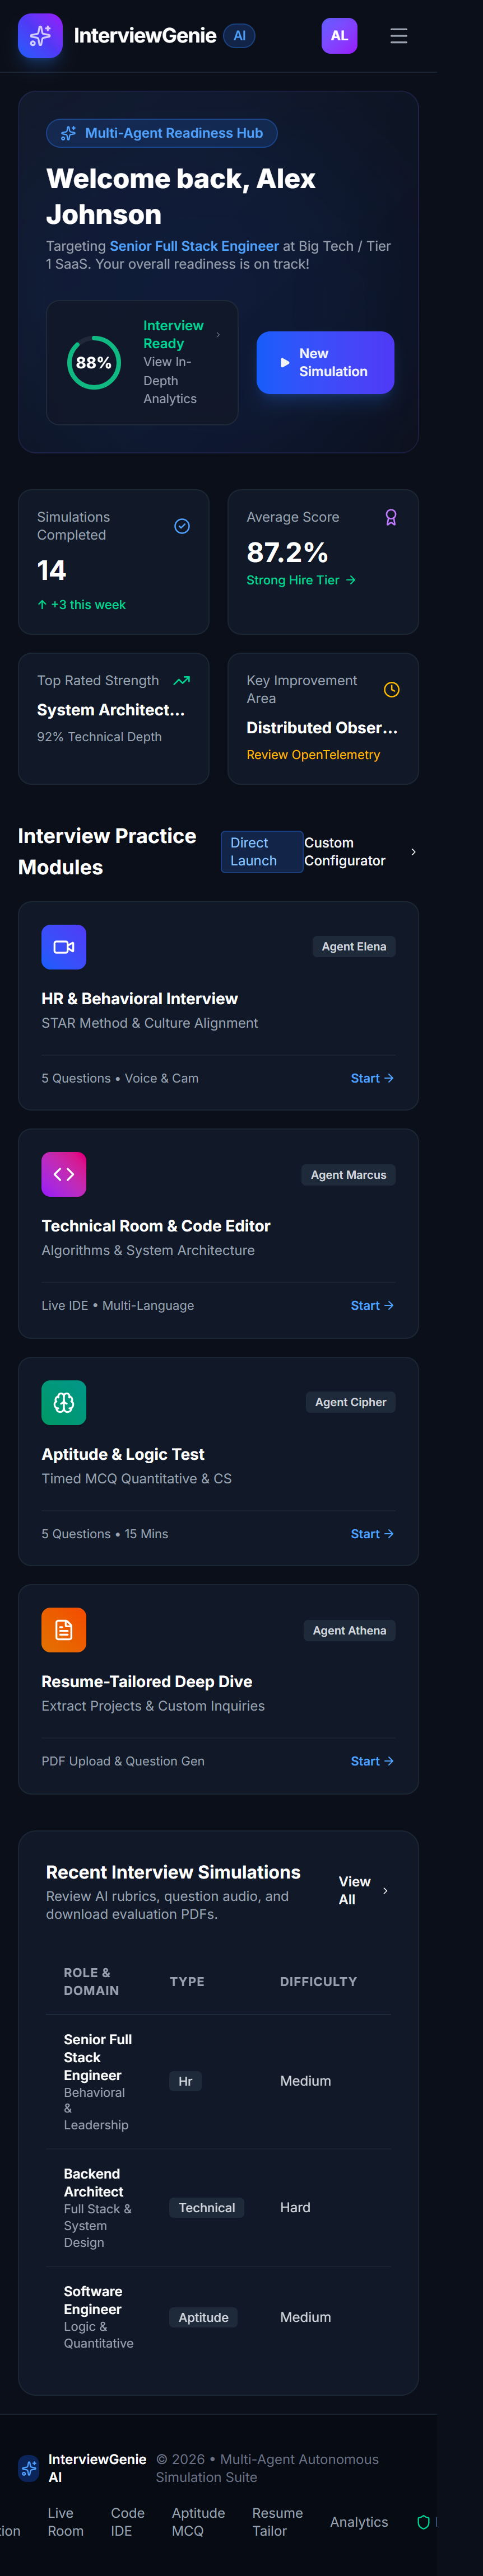 InterviewGenie AI AL
Multi-Agent Readiness Hub
Welcome back, Alex
Johnson
Targeting Senior Full Stack Engineer at Big Tech / Tier
1 SaaS. Your overall readiness is on track!
88%
Interview
Ready
View In-
Depth
Analytics
New
Simulation
Simulations
Completed
14
↑ +3 this week
Average Score
87.2%
Strong Hire Tier →
Top Rated Strength
System Architect...
92% Technical Depth
Key Improvement
Area
Distributed Obser...
Review OpenTelemetry
Interview Practice
Modules
Direct
Launch
Custom
Configurator
Agent Elena
HR & Behavioral Interview
STAR Method & Culture Alignment
5 Questions • Voice & Cam Start →
Agent Marcus
Technical Room & Code Editor
Algorithms & System Architecture
Live IDE • Multi-Language Start →
Agent Cipher
Aptitude & Logic Test
Timed MCQ Quantitative & CS
5 Questions • 15 Mins Start →
Agent Athena
Resume-Tailored Deep Dive
Extract Projects & Custom Inquiries
PDF Upload & Question Gen Start →
Recent Interview Simulations
Review AI rubrics, question audio, and
download evaluation PDFs.
View
All
ROLE &
DOMAIN
TYPE
DIFFICULTY
Senior Full
Stack
Engineer
Behavioral
&
Leadership
Hr
Medium
Backend
Architect
Full Stack &
System
Design
Technical
Hard
Software
Engineer
Logic &
Quantitative
Aptitude
Medium
InterviewGenie
AI
© 2026 • Multi-Agent Autonomous
Simulation Suite
Live
Room
Code
IDE
Aptitude
MCQ
Resume
Tailor
Analytics